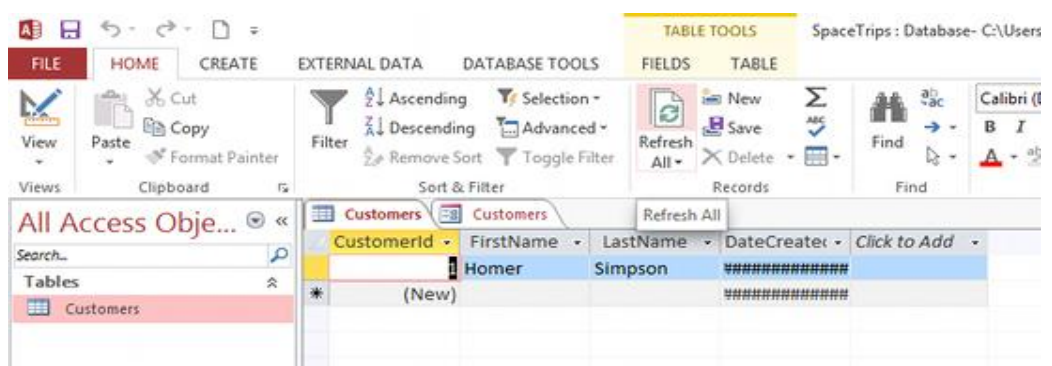 TABLE TOOLS SpaceTrips : Database- C:\Users
FILE HOME CREATE EXTERNAL DATA DATABASE TOOLS FIELDS TABLE
View
Paste
Cut
Copy
Format Painter
Filter
Ascending
Descending
Remove Sort
Selection
Advanced
Toggle Filter
Refresh
All
New
Save
Delete
Find
Calibri
B I
Views Clipboard Sort & Filter Records Find
All Access Obje...
Customers Customers
Refresh All
CustomerId FirstName LastName DateCreatec Click to Add
Search...
1 Homer Simpson #############
Tables
(New) #############
Customers